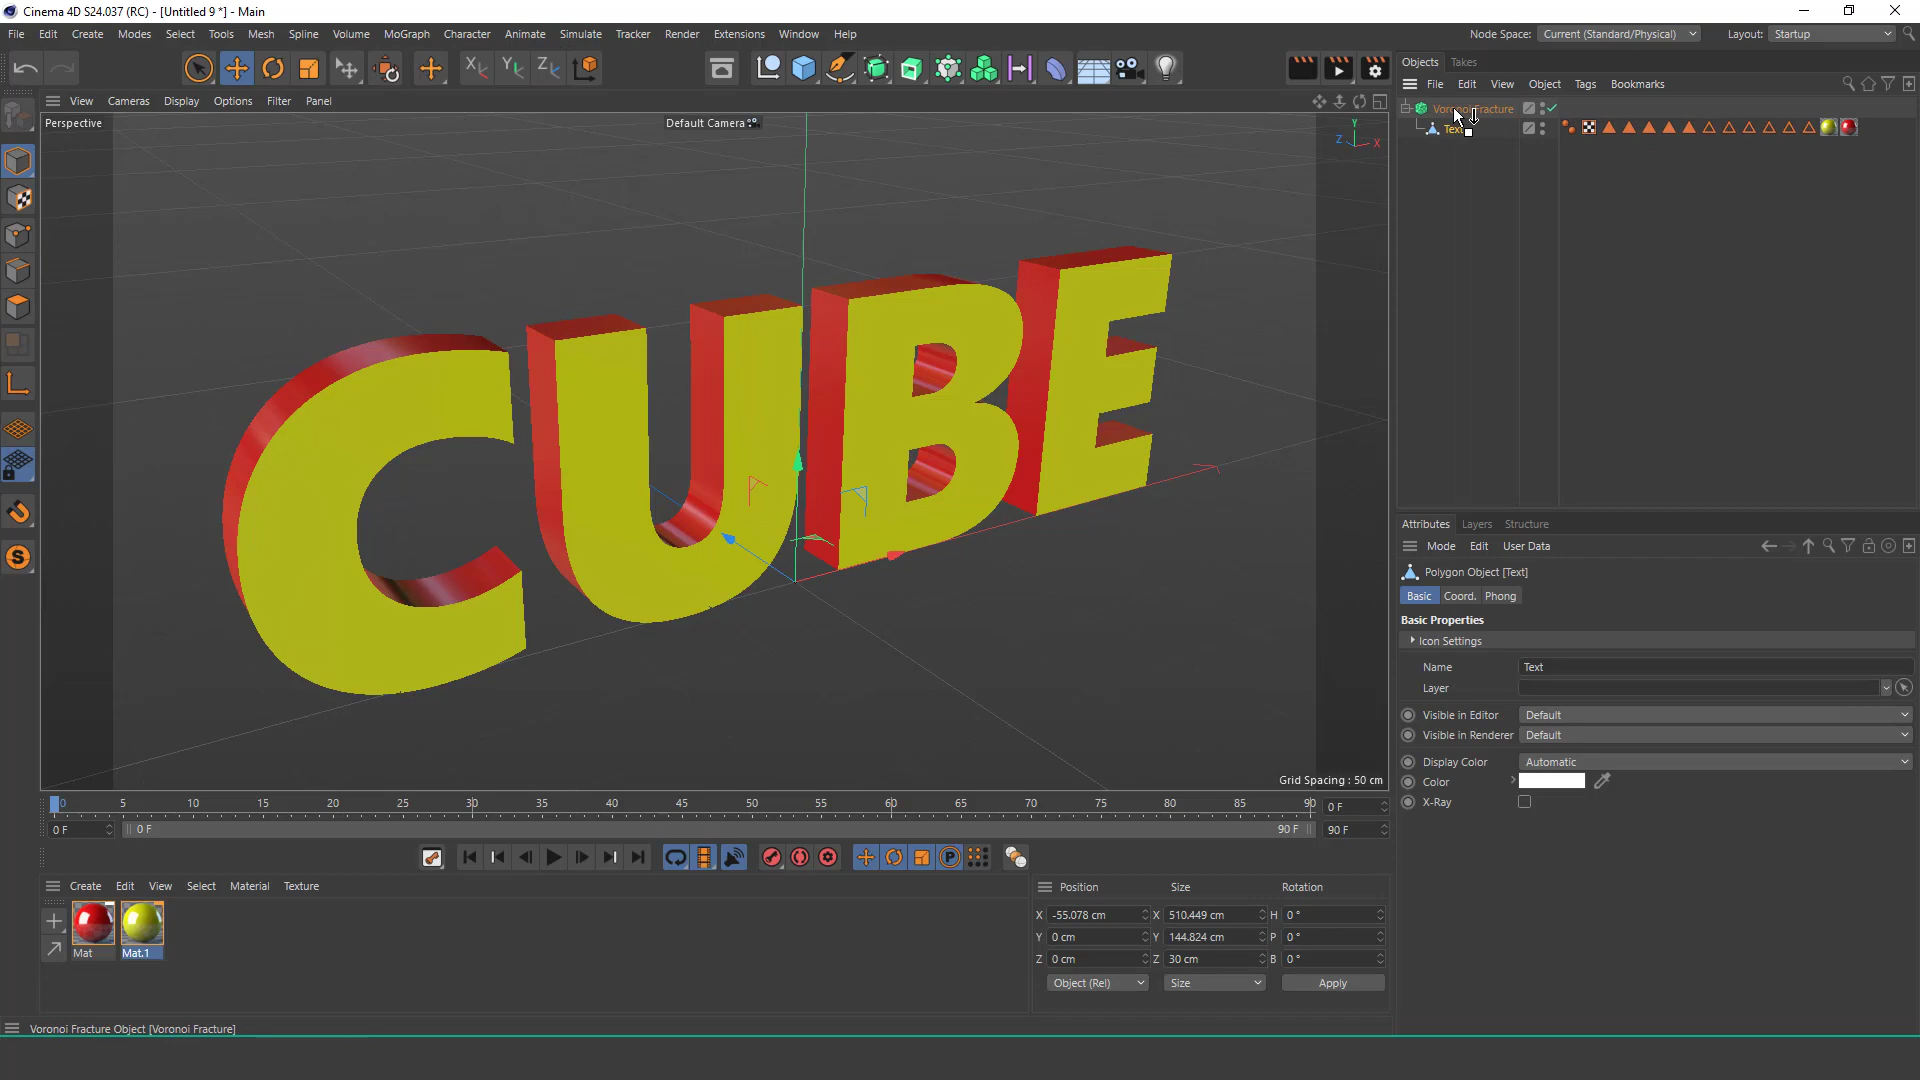 Cinema 4D S24.037 (RC) - [Untitled 9 *] - Main
File Edit Create Modes Select Tools Mesh Spline Volume MoGraph Character Animate Simulate Tracker Render Extensions Window Help
Node Space: Current (Standard/Physical) Layout: Startup
Objects Takes
File Edit View Object Tags Bookmarks
View Cameras Display Options Filter Panel
Perspective
Default Camera
Y
Z
X
Voronoi Fracture
Text
CUBE
Grid Spacing : 50 cm
Attributes Layers Structure
Mode Edit User Data
Polygon Object [Text]
Basic Coord. Phong
Basic Properties
Icon Settings
Name Text
Layer
Visible in Editor Default
Visible in Renderer Default
Display Color Automatic
Color
X-Ray
0 5 10 15 20 25 30 35 40 45 50 55 60 65 70 75 80 85 90 0 F
0 F 0 F 90 F 90 F
Create Edit View Select Material Texture
Mat Mat.1
Position Size Rotation
X -55.078 cm X 510.449 cm H 0 °
Y 0 cm Y 144.824 cm P 0 °
Z 0 cm Z 30 cm B 0 °
Object (Rel) Size Apply
Voronoi Fracture Object [Voronoi Fracture]